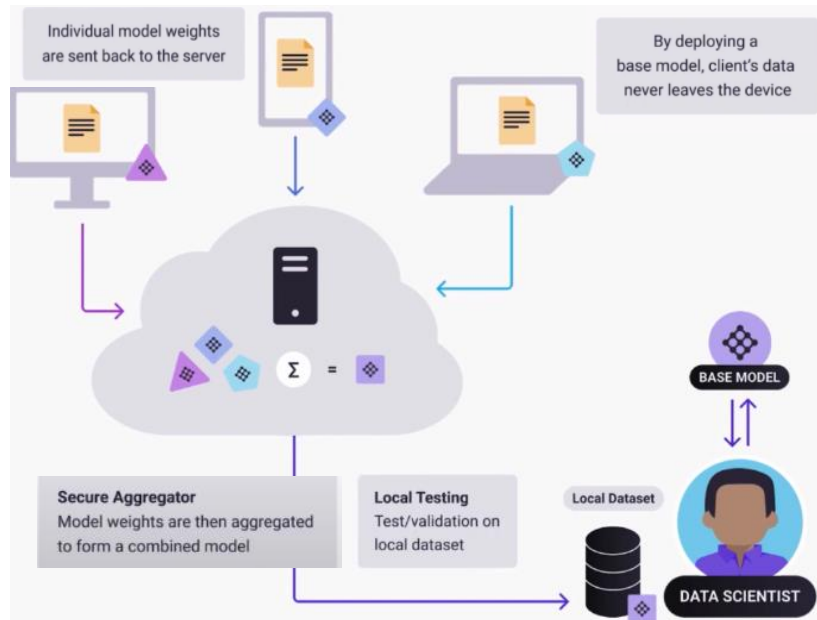 Individual model weights
are sent back to the server
By deploying a
base model, client's data
never leaves the device
Σ =
BASE MODEL
Secure Aggregator
Model weights are then aggregated
to form a combined model
Local Testing
Test/validation on
local dataset
Local Dataset
DATA SCIENTIST